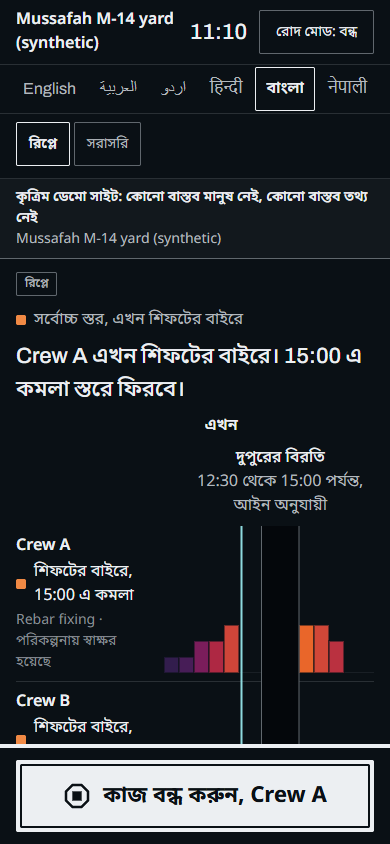 Mussafah M-14 yard
(synthetic)
11:10
রোদ মোড: বন্ধ
English
العربية
اردو
हिन्दी
বাংলা
नेपाली
রিপ্লে
সরাসরি
কৃত্রিম ডেমো সাইট: কোনো বাস্তব মানুষ নেই, কোনো বাস্তব তথ্য
নেই
Mussafah M-14 yard (synthetic)
রিপ্লে
সর্বোচ্চ স্তর, এখন শিফটের বাইরে
Crew A এখন শিফটের বাইরে। 15:00 এ
কমলা স্তরে ফিরবে।
এখন
দুপুরের বিরতি
12:30 থেকে 15:00 পর্যন্ত,
আইন অনুযায়ী
Crew A
শিফটের বাইরে,
15:00 এ কমলা
Rebar fixing ·
পরিকল্পনায় স্বাক্ষর
হয়েছে
Crew B
শিফটের বাইরে,
কাজ বন্ধ করুন, Crew A